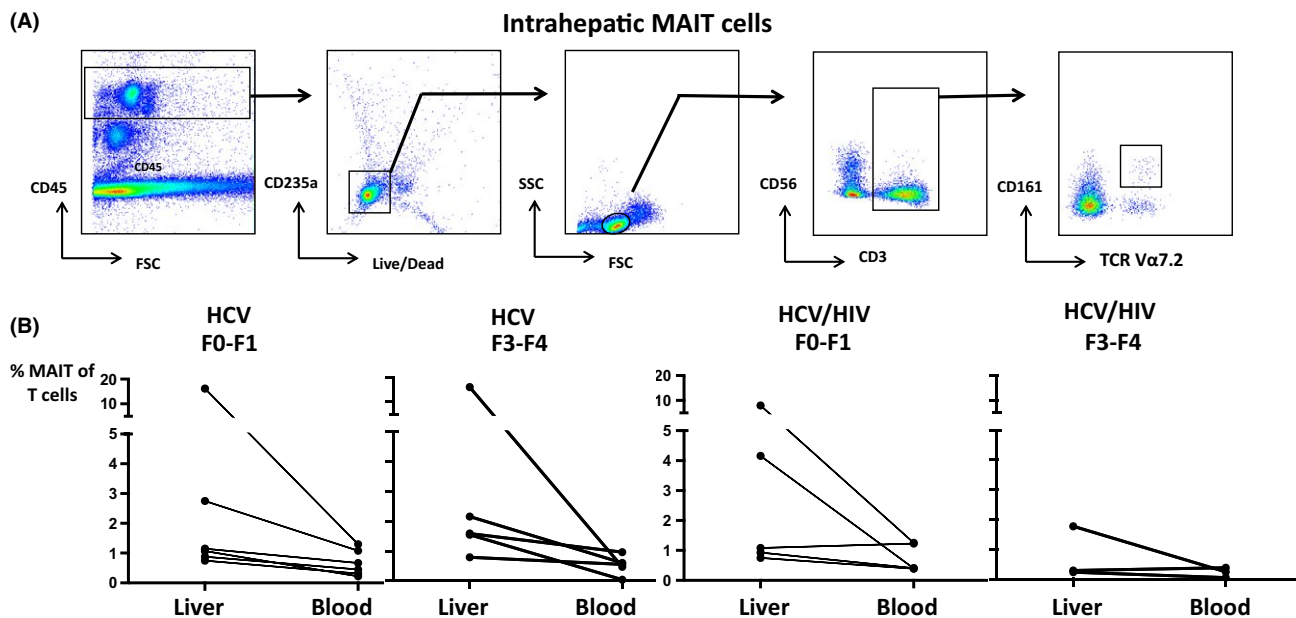 (A)
Intrahepatic MAIT cells
CD45
CD45
FSC
CD235a
Live/Dead
SSC
FSC
CD56
CD3
CD161
TCR Vα7.2
(B)
HCV
F0-F1
HCV
F3-F4
HCV/HIV
F0-F1
HCV/HIV
F3-F4
% MAIT of
T cells
20
10
5
4
3
2
1
0
20
10
5
4
3
2
1
0
Liver Blood
Liver Blood
Liver Blood
Liver Blood